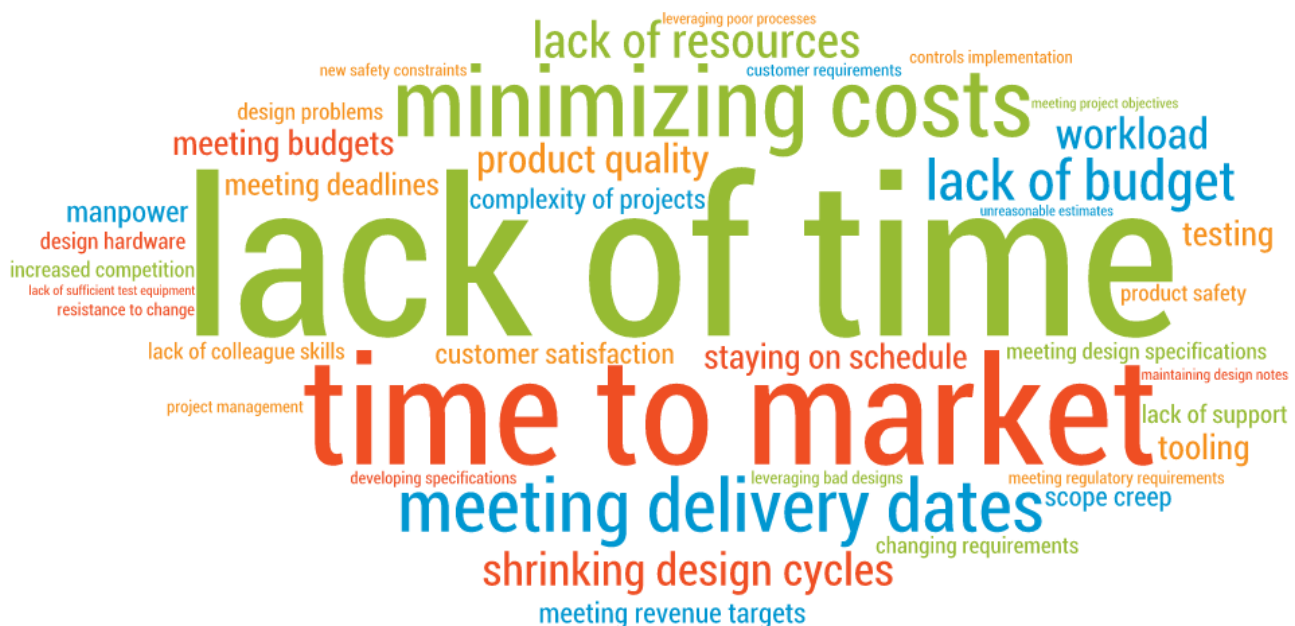 leveraging poor processes
lack of resources
controls implementation
new safety constraints
customer requirements
minimizing costs
meeting project objectives
design problems
workload
meeting budgets
product quality
lack of budget
meeting deadlines
complexity of projects
manpower
unreasonable estimates
lack of time
testing
design hardware
increased competition
lack of sufficient test equipment
product safety
resistance to change
lack of colleague skills
customer satisfaction
staying on schedule
meeting design specifications
maintaining design notes
time to market
project management
lack of support
tooling
developing specifications
leveraging bad designs
meeting regulatory requirements
meeting delivery dates
scope creep
changing requirements
shrinking design cycles
meeting revenue targets